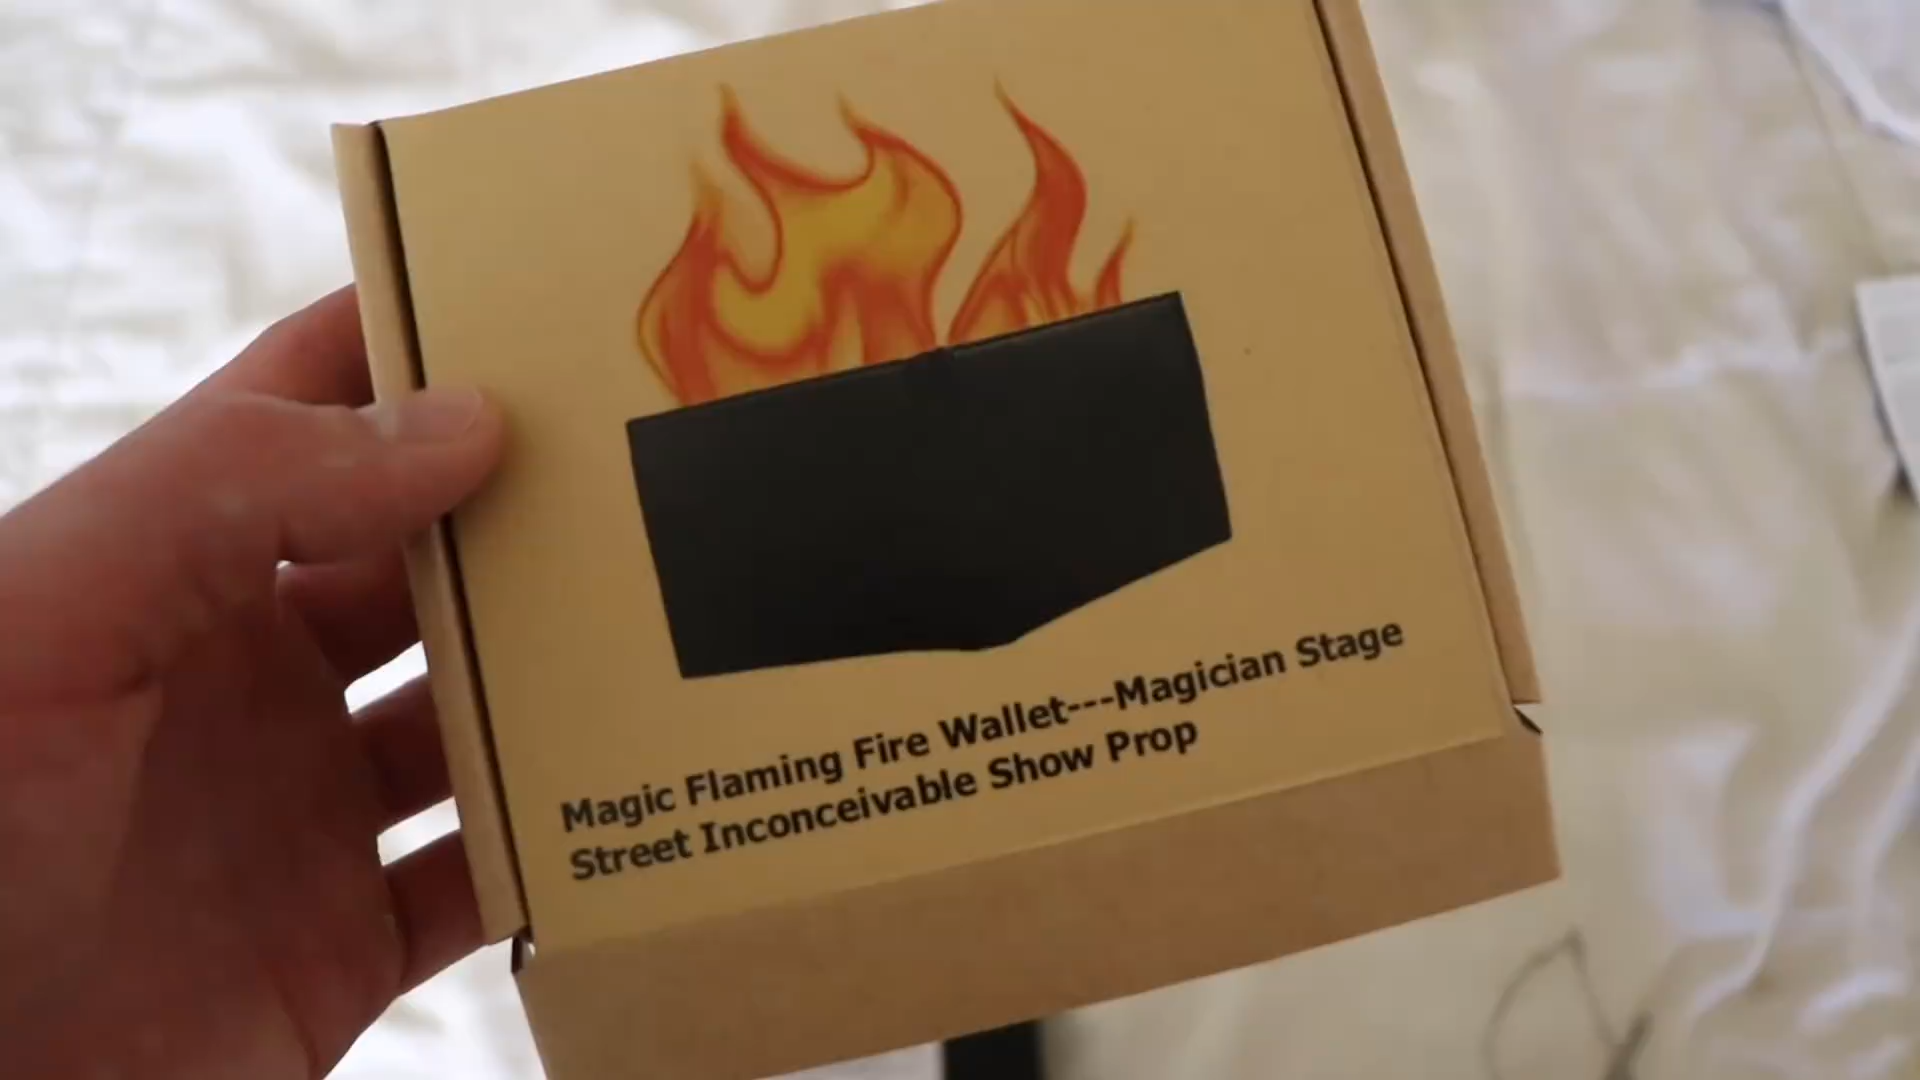 Magic Flaming Fire Wallet---Magician Stage
Street Inconceivable Show Prop